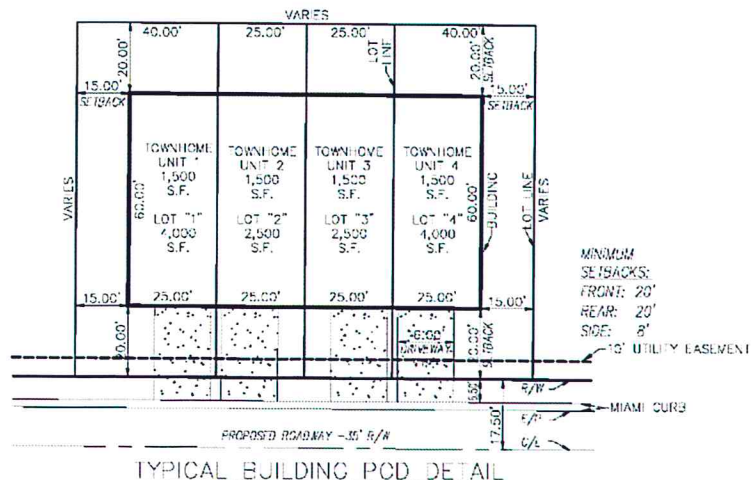 VARIES
40.00' 25.00' 25.00' 40.00'
LOT
LINE
20.00'
20.00'
SETBACK
15.00' 15.00'
SETBACK SETBACK
TOWNHOME TOWNHOME TOWNHOME TOWNHOME
UNIT UNIT 2 UNIT 3 UNIT 4
1,500 1,500 1,500 1,500
S.F. S.F. S.F. S.F.
LOT "1" LOT "2" LOT "3" LOT "4"
4,000 2,500 2,500 4,000
S.F. S.F. S.F. S.F.
VARIES
60.00'
60.00'
BUILDING
LOT LINE
VARIES
MINIMUM
SETBACKS:
FRONT: 20'
REAR: 20'
SIDE: 8'
15.00' 25.00' 25.00' 25.00' 25.00' 15.00'
20.00'
DRIVEWAY
SETBACK
10' UTILITY EASEMENT
R/W
MIAMI CURB
17.50'
PROPOSED ROADWAY -35' R/W
TYPICAL BUILDING POD DETAIL